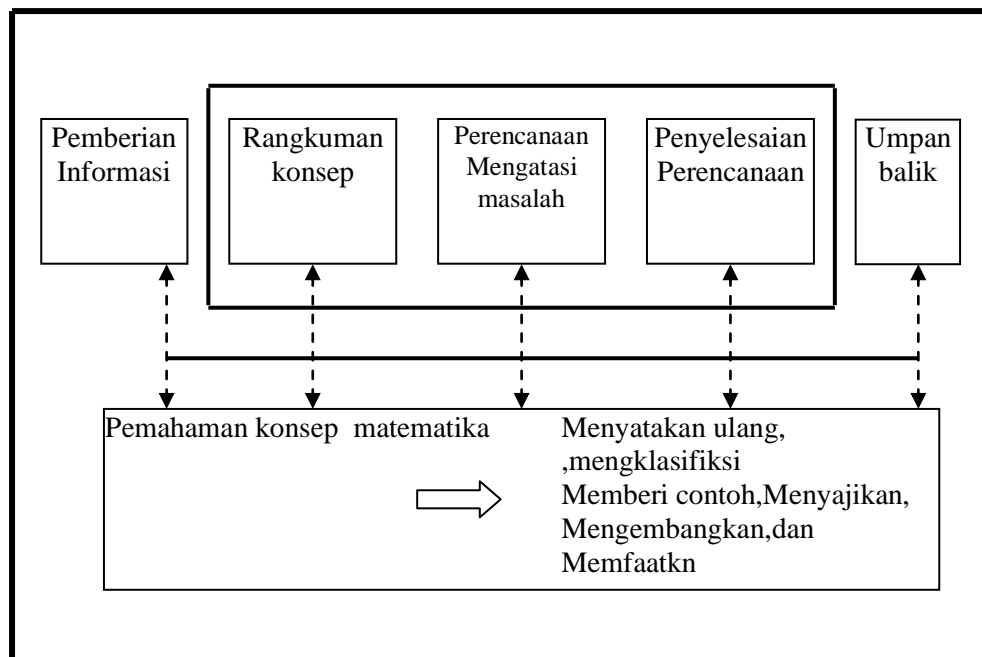 Pemberian
Informasi
Rangkuman
konsep
Perencanaan
Mengatasi
masalah
Penyelesaian
Perencanaan
Umpan
balik
Pemahaman konsep matematika
Menyatakan ulang,
,mengklasifiksi
Memberi contoh,Menyajikan,
Mengembangkan,dan
Memfaatkn